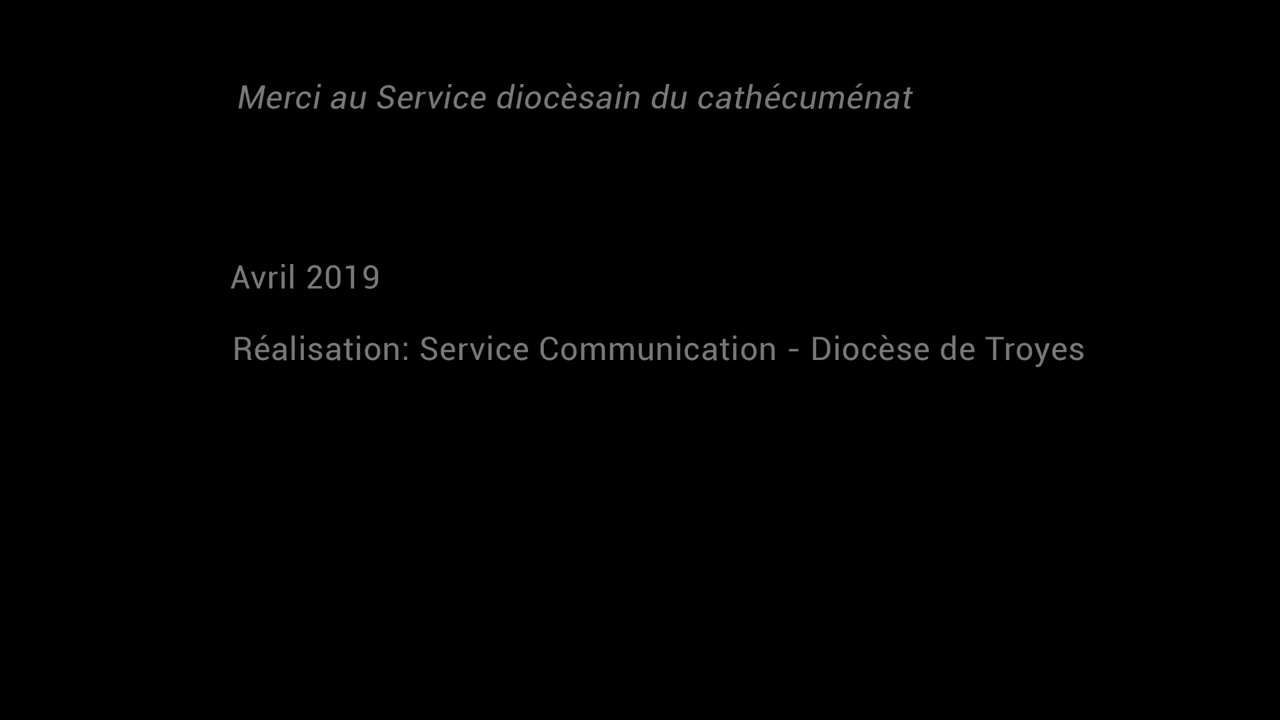 Merci au Service diocèsain du cathécuménat
Avril 2019
Réalisation: Service Communication - Diocèse de Troyes